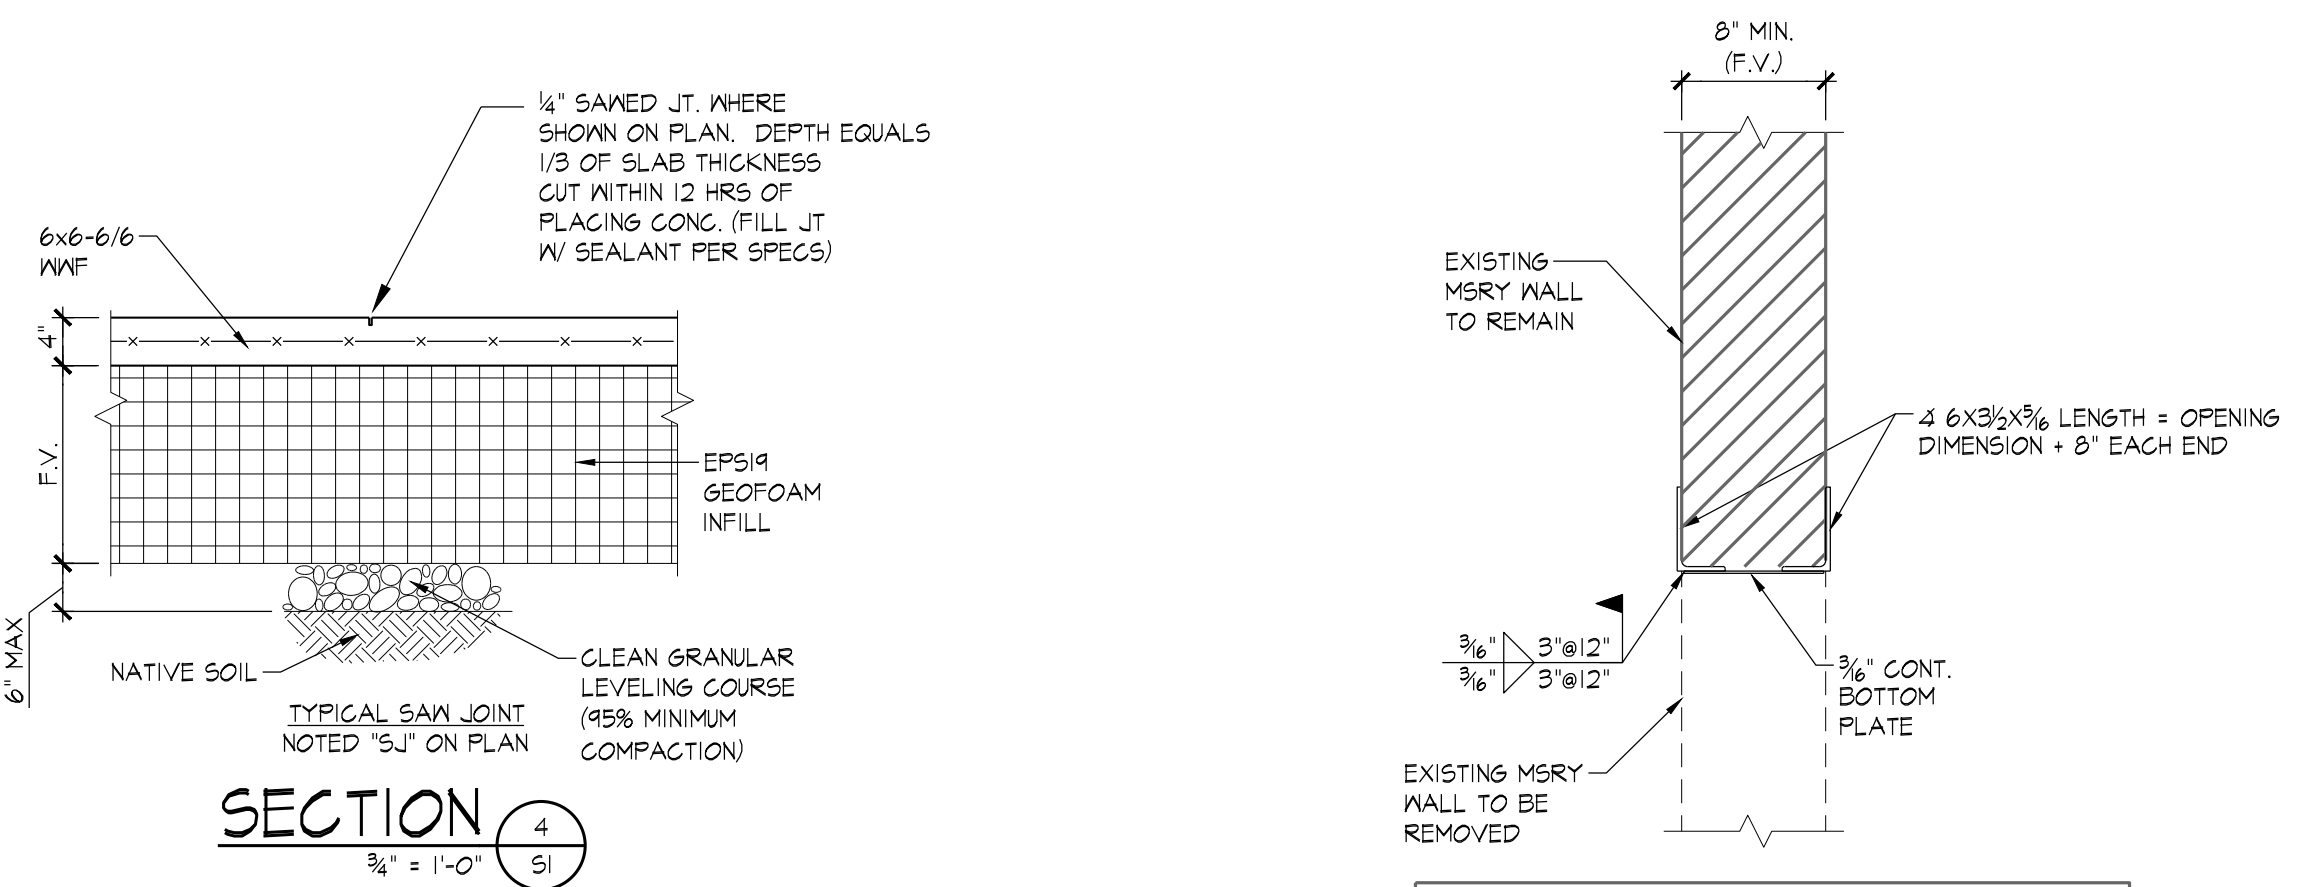 1/4" SAWED JT. WHERE
SHOWN ON PLAN. DEPTH EQUALS
1/3 OF SLAB THICKNESS
CUT WITHIN 12 HRS OF
PLACING CONC. (FILL JT
W/ SEALANT PER SPECS)
6x6-6/6
WWF
4"
F.V.
6" MAX
EPS19
GEOFOAM
INFILL
NATIVE SOIL
CLEAN GRANULAR
LEVELING COURSE
(95% MINIMUM
COMPACTION)
TYPICAL SAW JOINT
NOTED "SJ" ON PLAN
SECTION
3/4" = 1'-0"
4
S1
8" MIN.
(F.V.)
EXISTING
MSRY WALL
TO REMAIN
∡ 6X3 1/2X5/16 LENGTH = OPENING
DIMENSION + 8" EACH END
3/16" 3"@12"
3/16" 3"@12"
3/16" CONT.
BOTTOM
PLATE
EXISTING MSRY
WALL TO BE
REMOVED